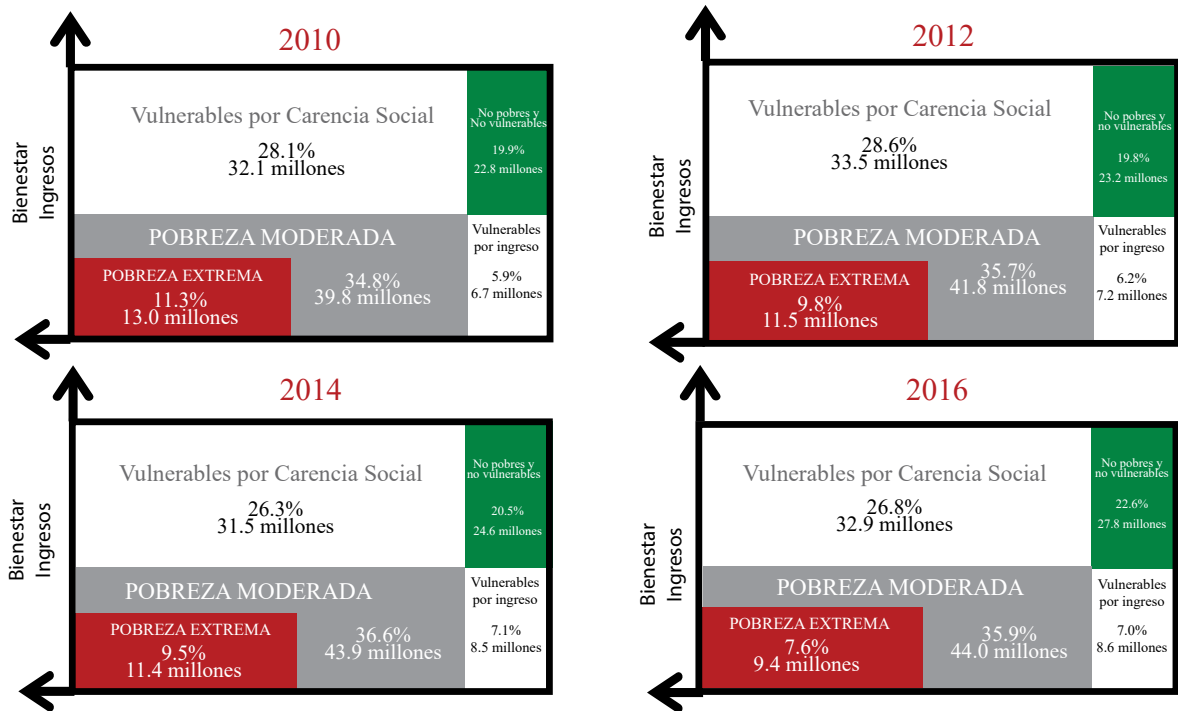 2010
Bienestar
Ingresos
Vulnerables por Carencia Social
28.1%
32.1 millones
No pobres y
No vulnerables
19.9%
22.8 millones
POBREZA MODERADA
34.8%
39.8 millones
POBREZA EXTREMA
11.3%
13.0 millones
Vulnerables
por ingreso
5.9%
6.7 millones
2012
Bienestar
Ingresos
Vulnerables por Carencia Social
28.6%
33.5 millones
No pobres y
no vulnerables
19.8%
23.2 millones
POBREZA MODERADA
35.7%
41.8 millones
POBREZA EXTREMA
9.8%
11.5 millones
Vulnerables
por ingreso
6.2%
7.2 millones
2014
Bienestar
Ingresos
Vulnerables por Carencia Social
26.3%
31.5 millones
No pobres y
no vulnerables
20.5%
24.6 millones
POBREZA MODERADA
36.6%
43.9 millones
POBREZA EXTREMA
9.5%
11.4 millones
Vulnerables
por ingreso
7.1%
8.5 millones
2016
Bienestar
Ingresos
Vulnerables por Carencia Social
26.8%
32.9 millones
No pobres y
no vulnerables
22.6%
27.8 millones
POBREZA MODERADA
35.9%
44.0 millones
POBREZA EXTREMA
7.6%
9.4 millones
Vulnerables
por ingreso
7.0%
8.6 millones